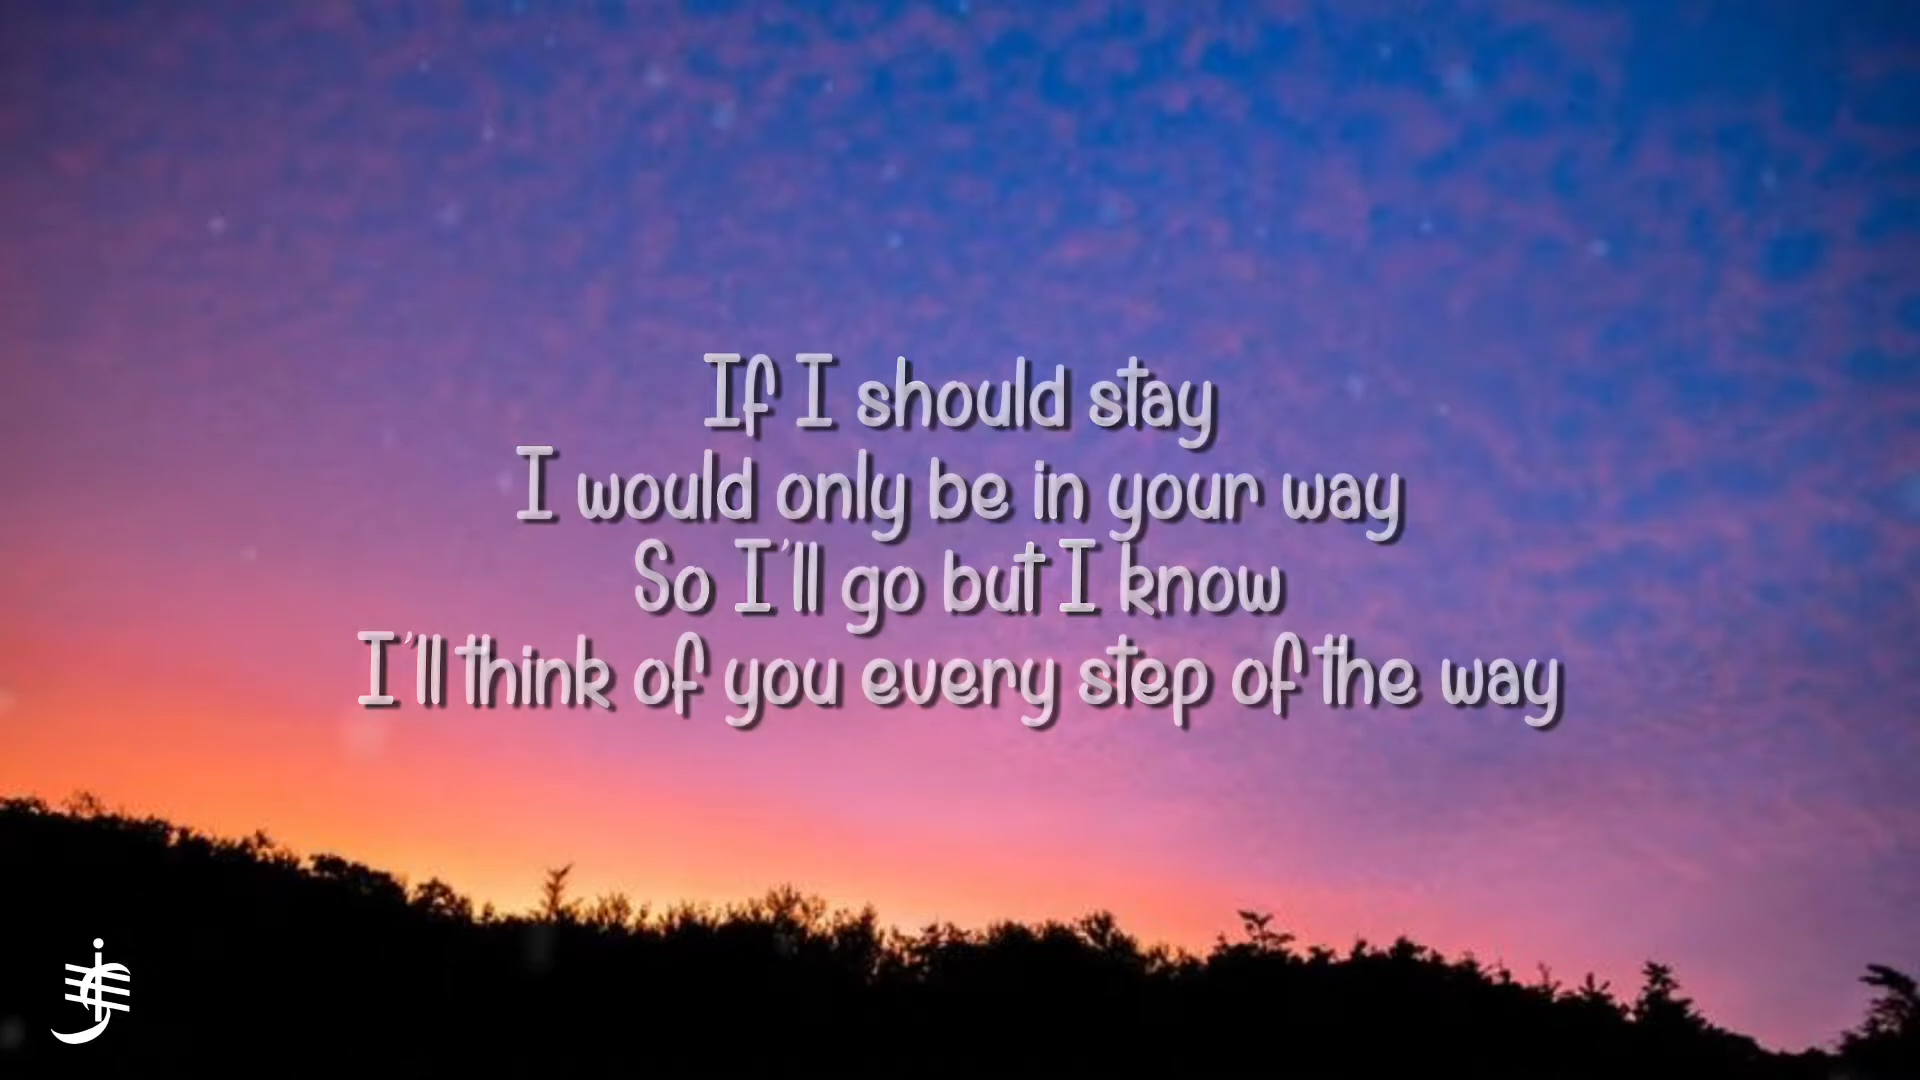 If I should stay
I would only be in your way
So I'll go but I know
I'll think of you every step of the way